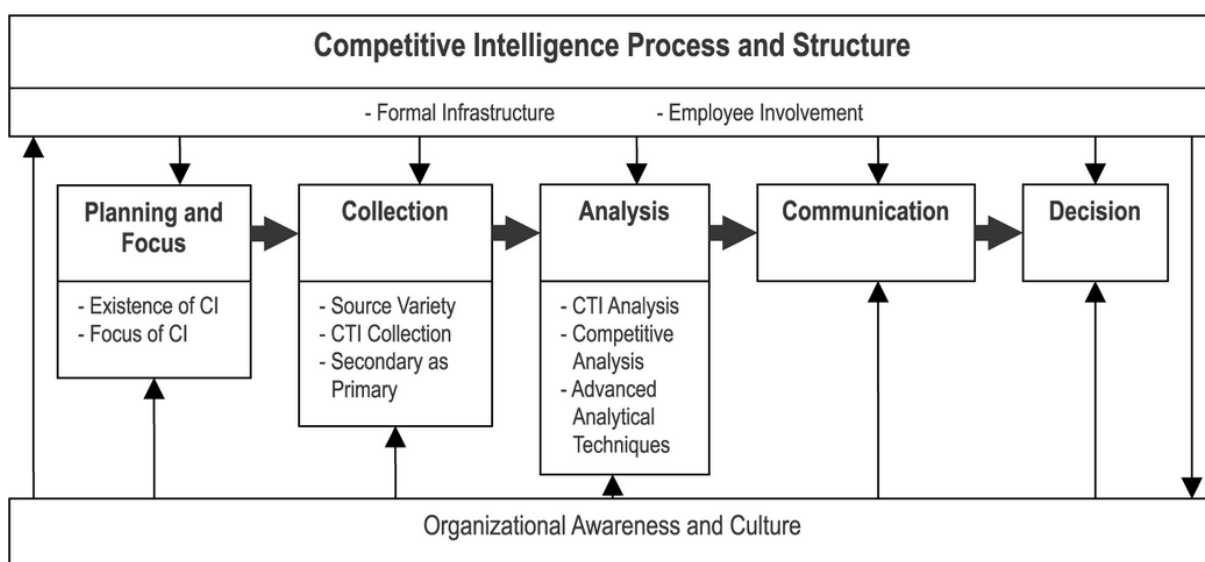 Competitive Intelligence Process and Structure
- Formal Infrastructure - Employee Involvement
Planning and
Focus
- Existence of CI
- Focus of CI
Collection
- Source Variety
- CTI Collection
- Secondary as
Primary
Analysis
- CTI Analysis
- Competitive
Analysis
- Advanced
Analytical
Techniques
Communication
Decision
Organizational Awareness and Culture